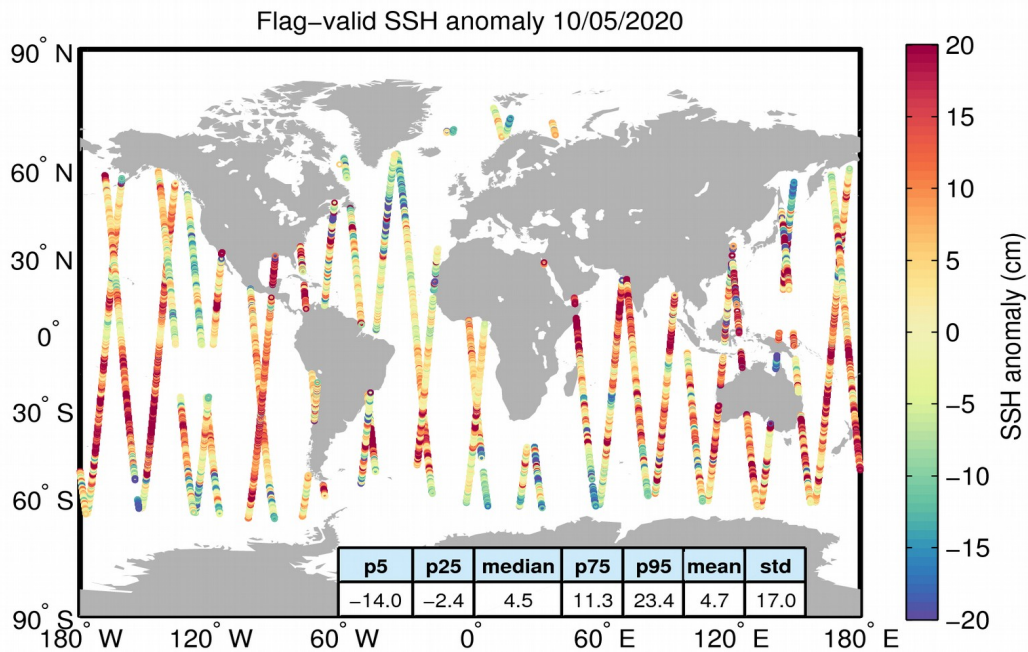 Flag−valid SSH anomaly 10/05/2020
90° N
60° N
30° N
0°
30° S
60° S
90° S
180° W 120° W 60° W 0° 60° E 120° E 180° E
p5 p25 median p75 p95 mean std
−14.0 −2.4 4.5 11.3 23.4 4.7 17.0
20
15
10
5
0
−5
−10
−15
−20
SSH anomaly (cm)